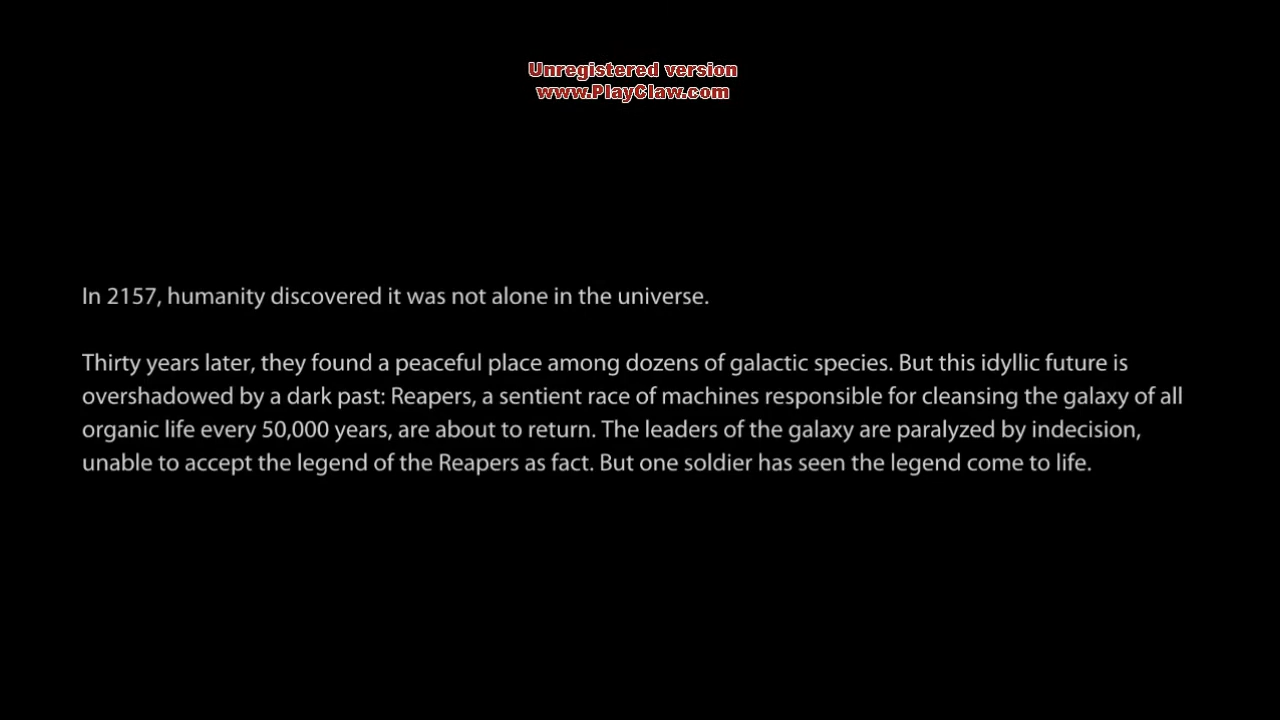 Unregistered version
www.PlayClaw.com
In 2157, humanity discovered it was not alone in the universe.
Thirty years later, they found a peaceful place among dozens of galactic species. But this idyllic future is
overshadowed by a dark past: Reapers, a sentient race of machines responsible for cleansing the galaxy of all
organic life every 50,000 years, are about to return. The leaders of the galaxy are paralyzed by indecision,
unable to accept the legend of the Reapers as fact. But one soldier has seen the legend come to life.